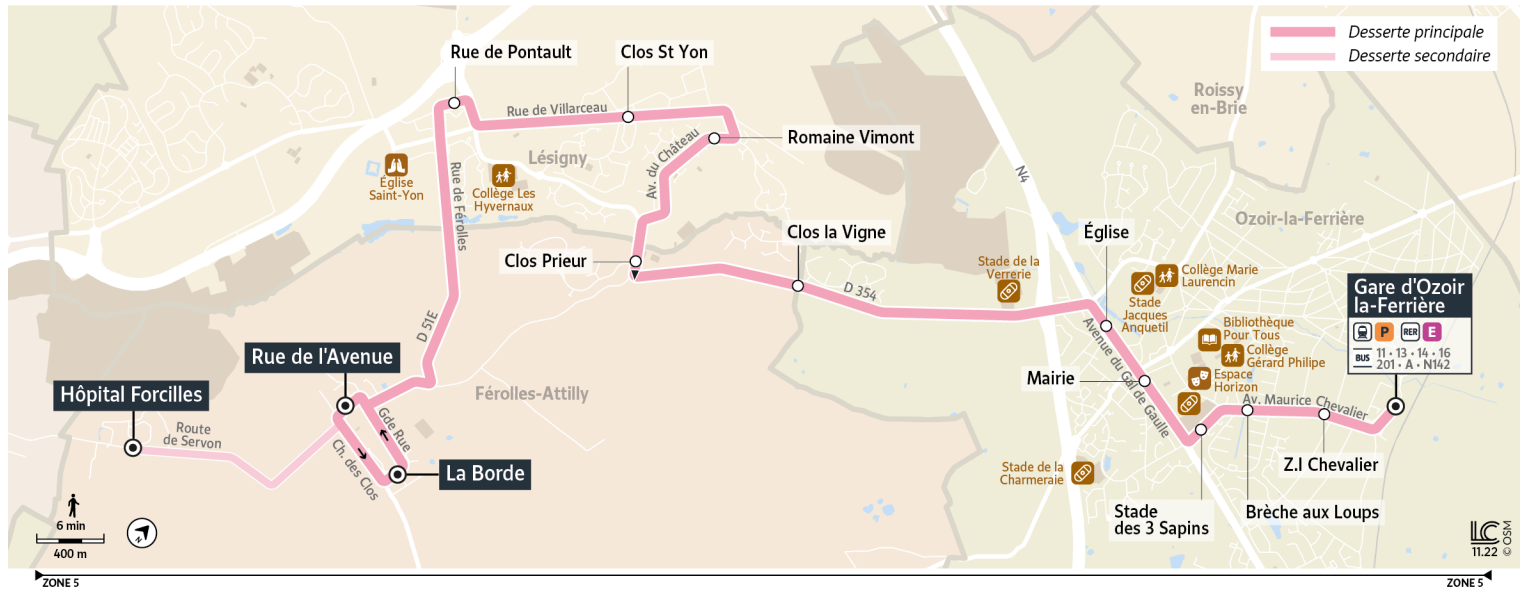 Desserte principale
Desserte secondaire
Rue de Pontault
Clos St Yon
Rue de Villarceau
Romaine Vimont
Roissy
en-Brie
Lésigny
Av. du Château
Église
Saint-Yon
Collège Les
Hyvernaux
Rue de Férolles
N4
Ozoir-la-Ferrière
Clos Prieur
Clos la Vigne
Église
Stade de la
Verrerie
D 354
Collège Marie
Laurencin
Stade
Jacques
Anquetil
Gare d'Ozoir
la-Ferrière
P
RER
E
BUS
11 • 13 • 14 • 16
201 • A • N142
Bibliothèque
Pour Tous
Collège
Gérard Philipe
Espace
Horizon
D 51E
Rue de l'Avenue
Hôpital Forcilles
Férolles-Attilly
Mairie
Avenue du Gal de Gaulle
Av. Maurice Chevalier
Route
de Servon
Gde Rue
Ch. des Clos
La Borde
Stade de la
Charmeraie
Z.I Chevalier
Stade
des 3 Sapins
Brèche aux Loups
6 min
400 m
N
LC
11.22
© OSM
ZONE 5
ZONE 5